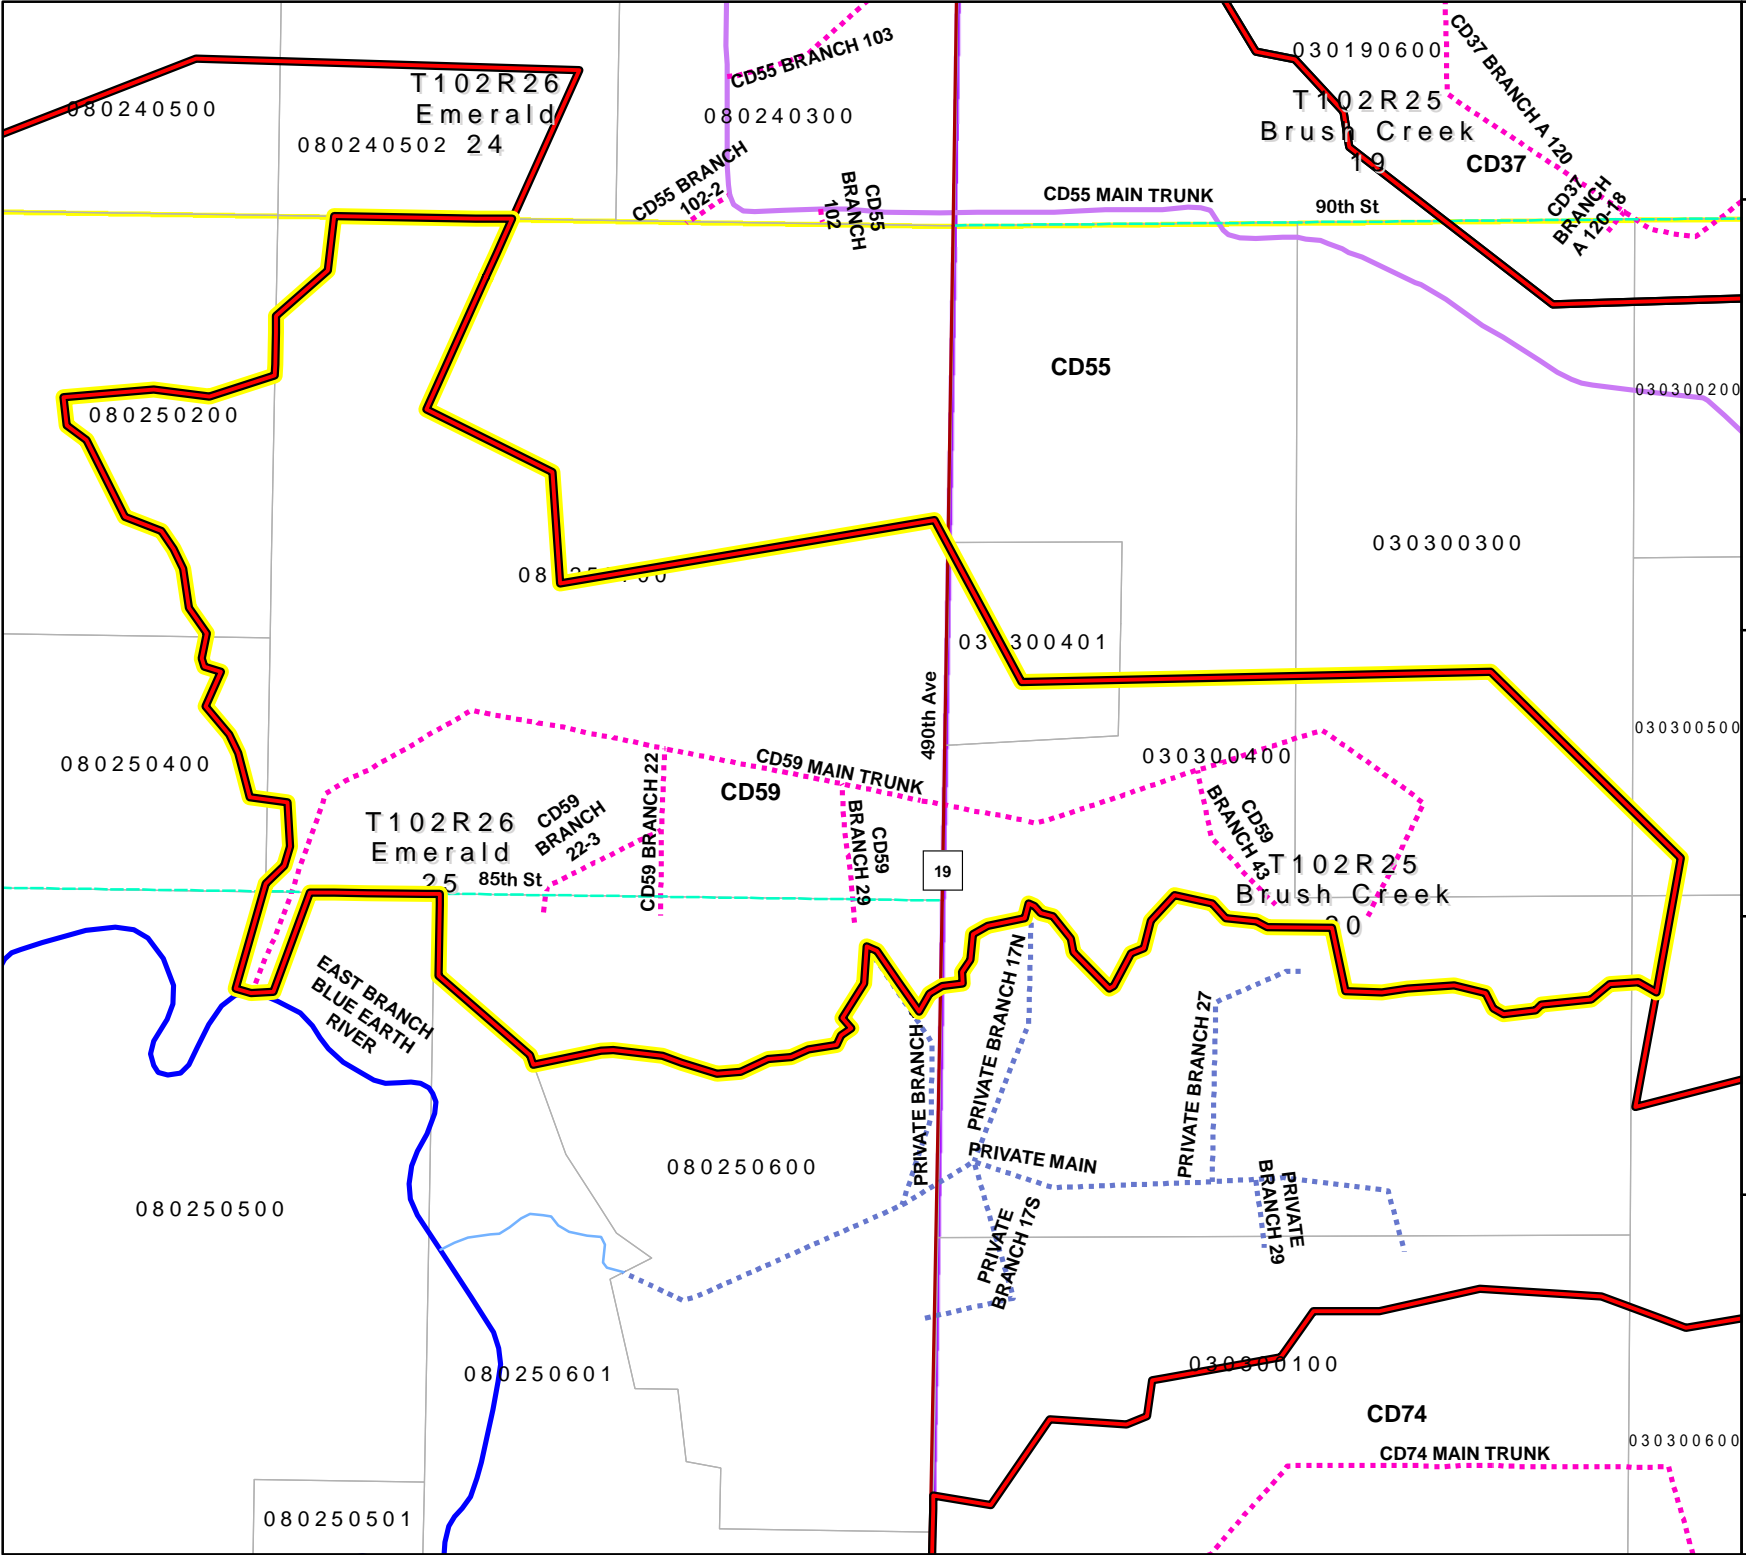 CD55 BRANCH 103
030190600
CD37 BRANCH A 120
T102R26
Emerald
24
080240500
080240502
080240300
T102R25
Brush Creek
19
CD37
CD55 BRANCH
102-2
CD55
BRANCH
102
CD55 MAIN TRUNK
90th St
CD37
BRANCH
A 120-18
CD55
030300200
080250200
030300300
030300401
490th Ave
030300500
080250400
CD59 MAIN TRUNK
030300400
CD59
T102R26
Emerald
25
CD59
BRANCH
22-3
CD59 BRANCH 22
CD59
BRANCH 29
CD59
BRANCH 43
85th St
19
T102R25
Brush Creek
EAST BRANCH
BLUE EARTH
RIVER
PRIVATE BRANCH
PRIVATE BRANCH 17N
PRIVATE BRANCH 27
PRIVATE MAIN
080250600
080250500
PRIVATE
BRANCH 17S
PRIVATE
BRANCH 29
080250601
030300100
CD74
CD74 MAIN TRUNK
030300600
080250501